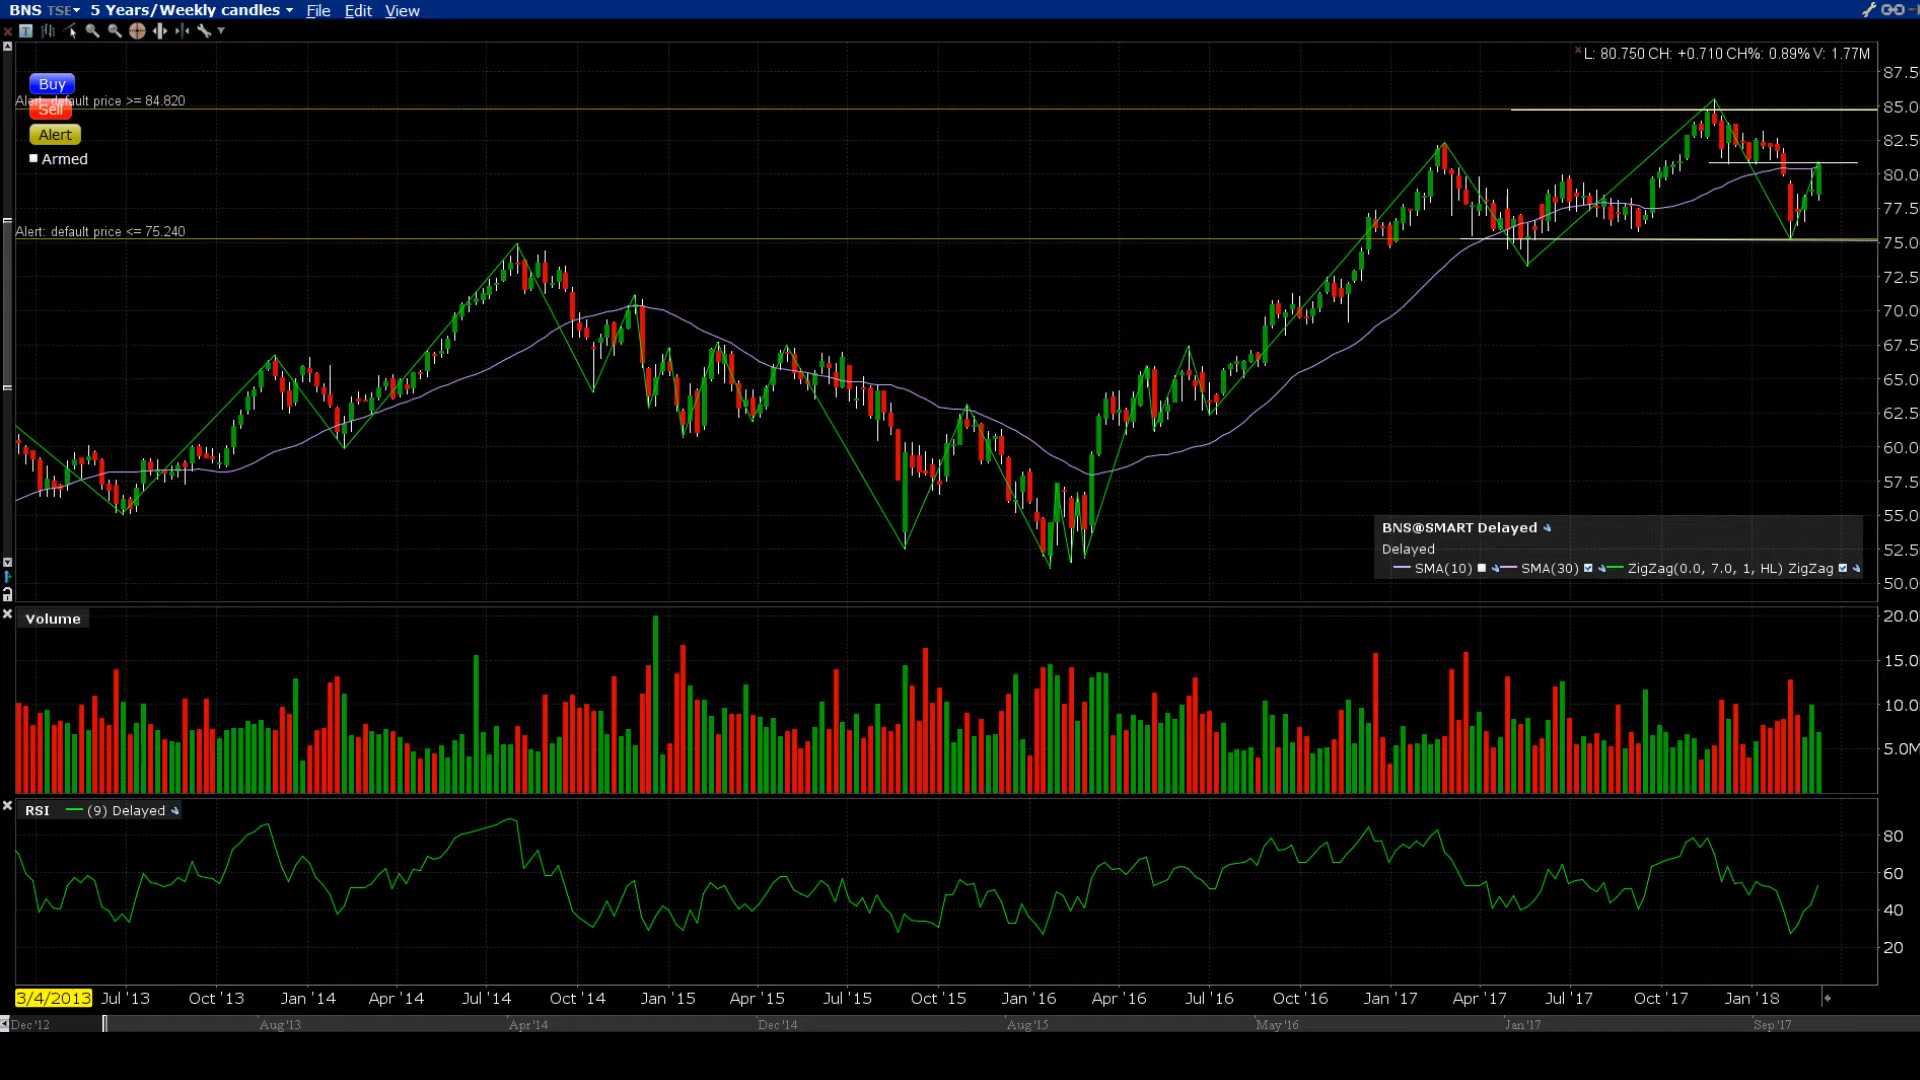 BNS TSE 5 Years/Weekly candles File Edit View
L: 80.750 CH: +0.710 CH%: 0.89% V: 1.77M
Buy
Alert: default price >= 84.820
Sell
Alert
Armed
Alert: default price <= 75.240
87.5
85.0
82.5
80.0
77.5
75.0
72.5
70.0
67.5
65.0
62.5
60.0
57.5
55.0
52.5
50.0
BNS@SMART Delayed
Delayed
SMA(10) SMA(30) ZigZag(0.0, 7.0, 1, HL) ZigZag
Volume
20.0
15.0
10.0
5.0M
RSI (9) Delayed
80
60
40
20
3/4/2013 Jul '13 Oct '13 Jan '14 Apr '14 Jul '14 Oct '14 Jan '15 Apr '15 Jul '15 Oct '15 Jan '16 Apr '16 Jul '16 Oct '16 Jan '17 Apr '17 Jul '17 Oct '17 Jan '18
Dec '12 Aug '13 Apr '14 Dec '14 Aug '15 May '16 Jan '17 Sep '17